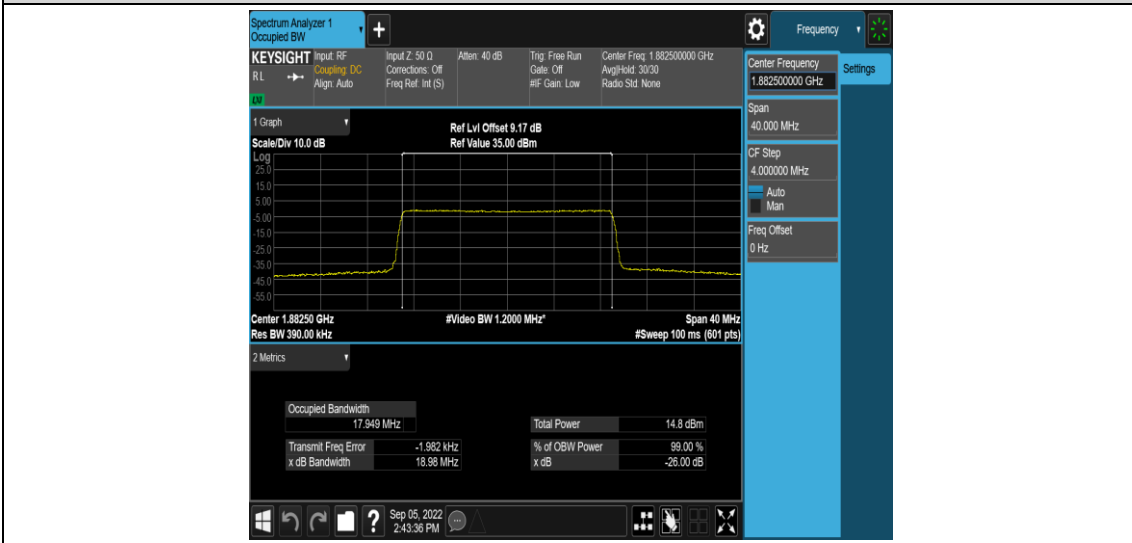 Spectrum Analyzer 1
Occupied BW
+
Frequency
KEYSIGHT
RL
LXI
Input: RF
Coupling: DC
Align: Auto
Input Z: 50 Ω
Corrections: Off
Freq Ref: Int (S)
Atten: 40 dB
Trig: Free Run
Gate: Off
#IF Gain: Low
Center Freq: 1.882500000 GHz
Avg|Hold: 30/30
Radio Std: None
Center Frequency
1.882500000 GHz
Settings
Span
40.000 MHz
CF Step
4.000000 MHz
Auto
Man
Freq Offset
0 Hz
1 Graph
Scale/Div 10.0 dB
Ref Lvl Offset 9.17 dB
Ref Value 35.00 dBm
Log
25.0
15.0
5.00
-5.00
-15.0
-25.0
-35.0
-45.0
-55.0
Center 1.88250 GHz
#Video BW 1.2000 MHz*
Span 40 MHz
Res BW 390.00 kHz
#Sweep 100 ms (601 pts)
2 Metrics
Occupied Bandwidth
17.949 MHz
Total Power 14.8 dBm
Transmit Freq Error -1.982 kHz
% of OBW Power 99.00 %
x dB Bandwidth 18.98 MHz
x dB -26.00 dB
?
Sep 05, 2022
2:43:36 PM